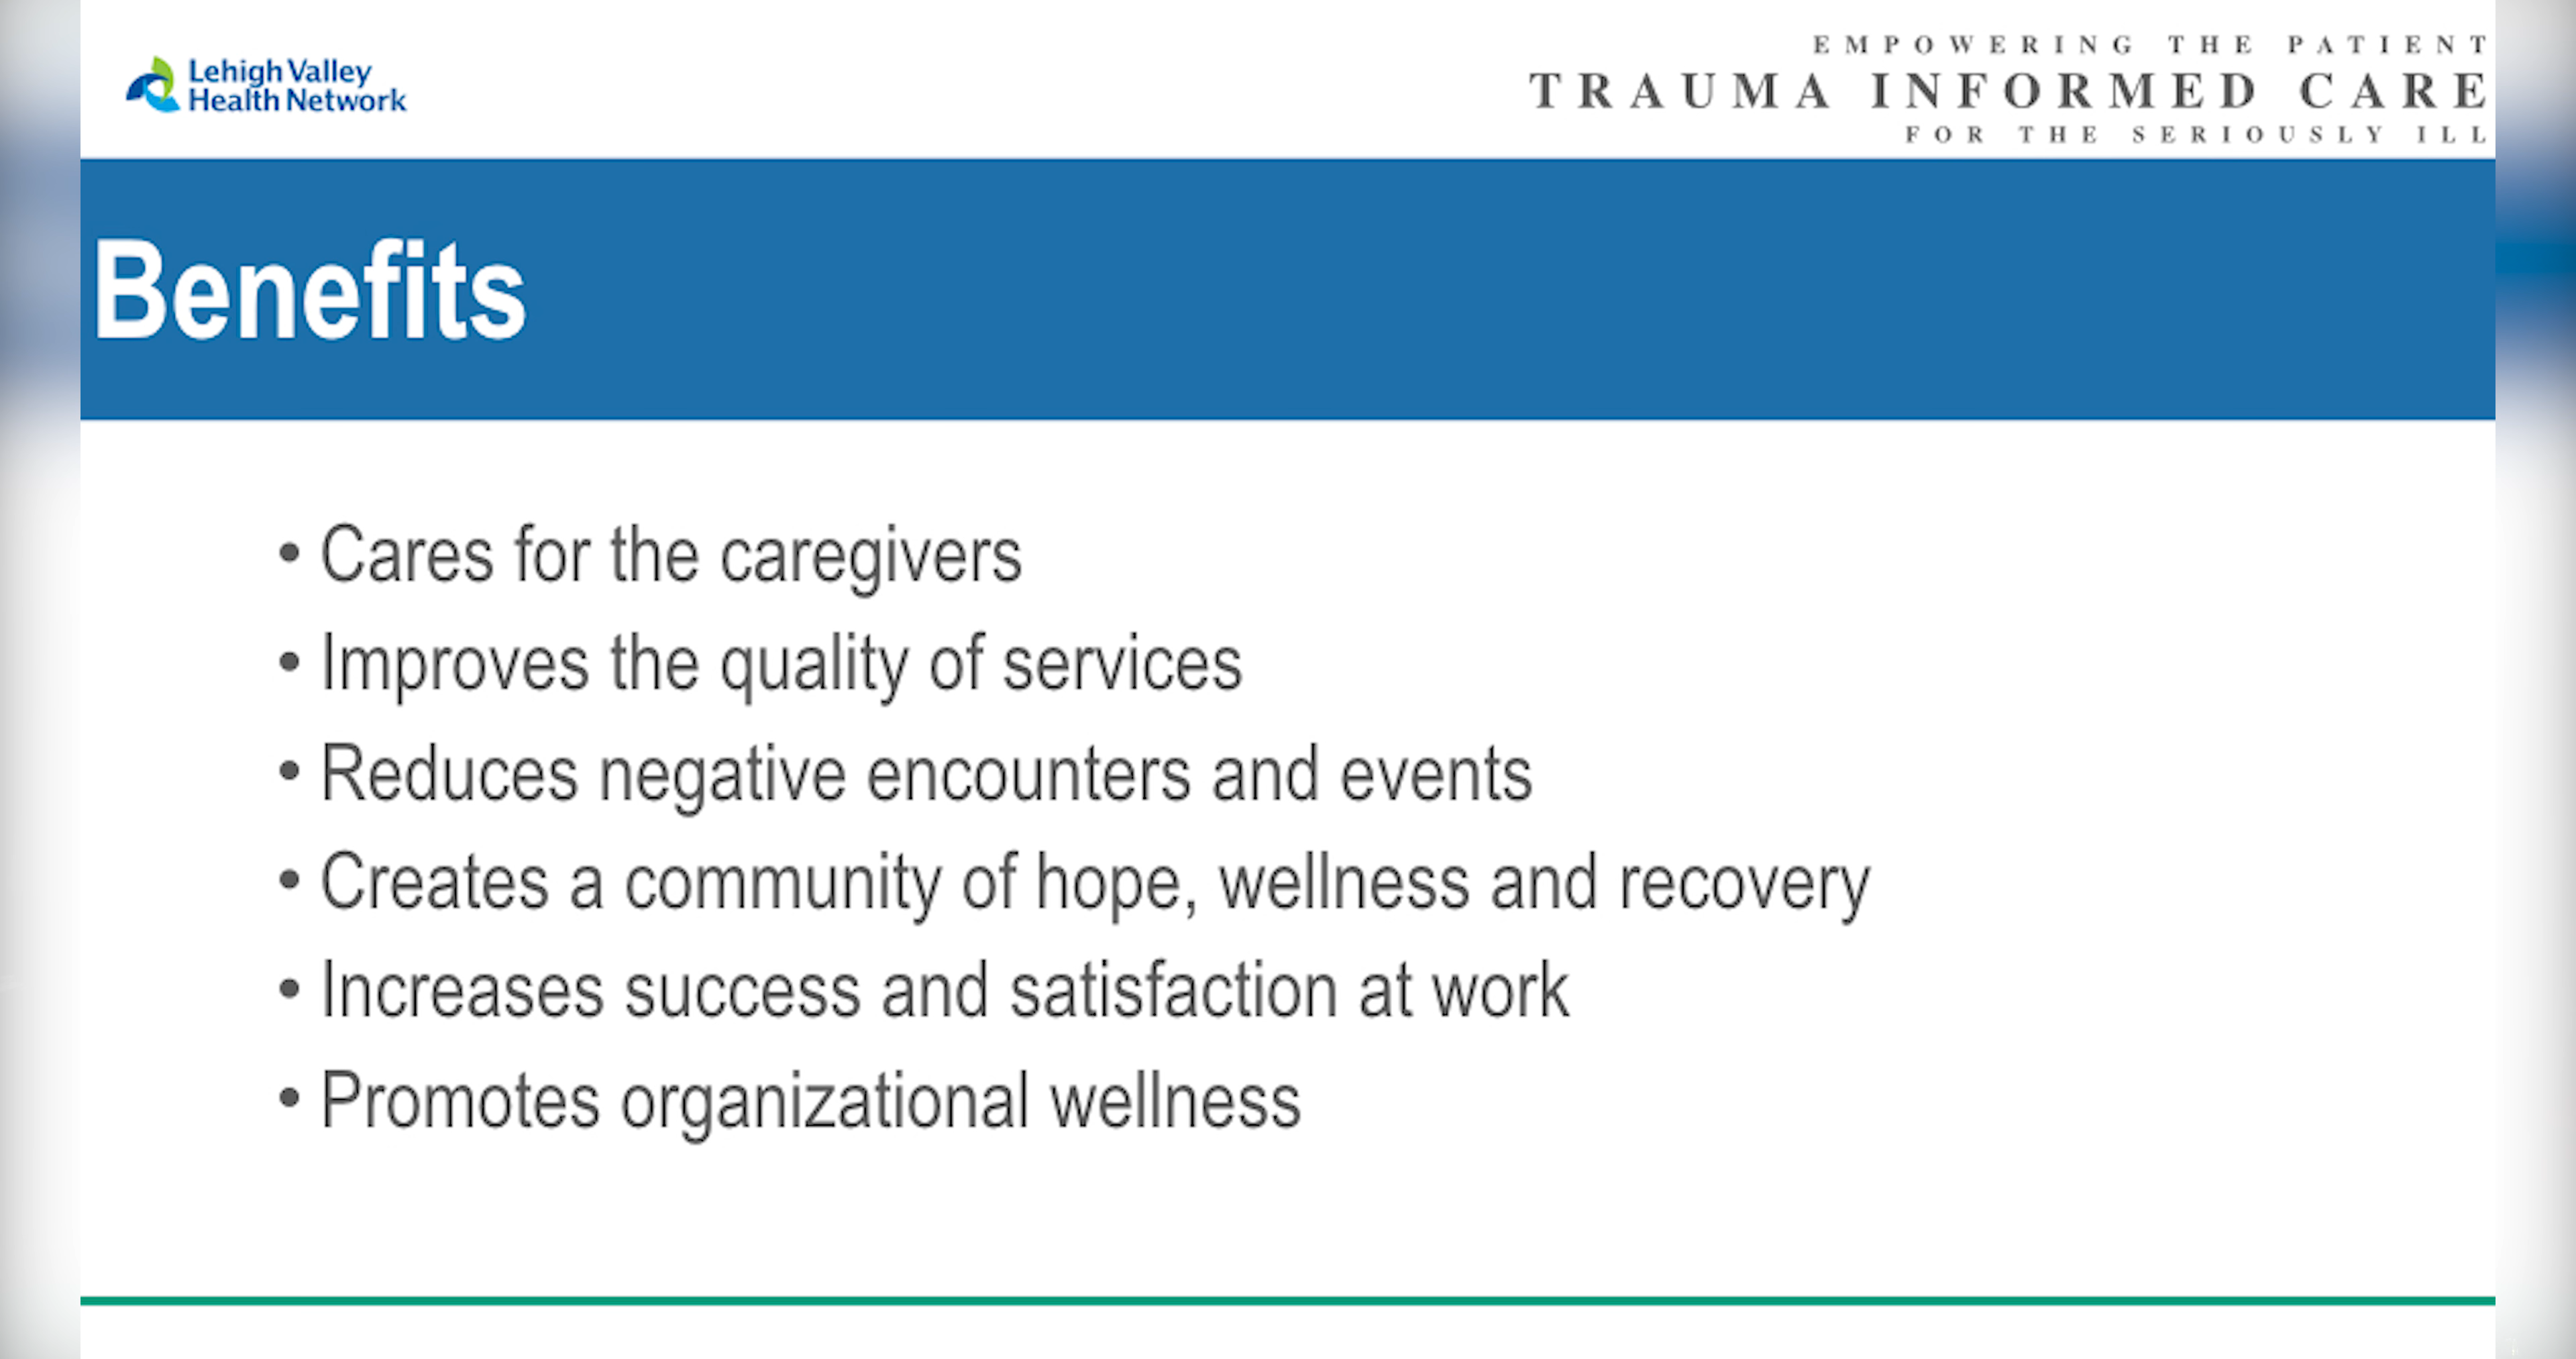 Lehigh Valley
Health Network
EMPOWERING THE PATIENT
TRAUMA INFORMED CARE
FOR THE SERIOUSLY ILL
Benefits
• Cares for the caregivers
• Improves the quality of services
• Reduces negative encounters and events
• Creates a community of hope, wellness and recovery
• Increases success and satisfaction at work
• Promotes organizational wellness